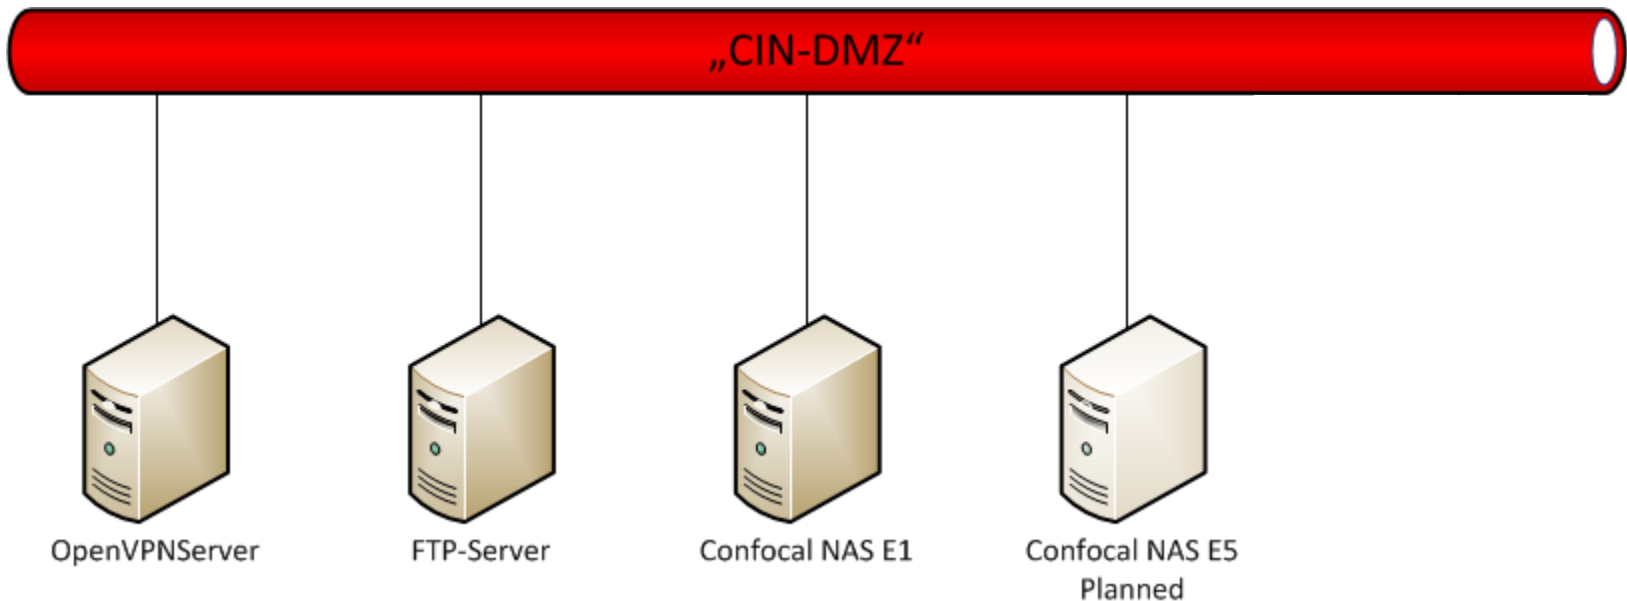 „CIN-DMZ“
OpenVPNServer
FTP-Server
Confocal NAS E1
Confocal NAS E5
Planned